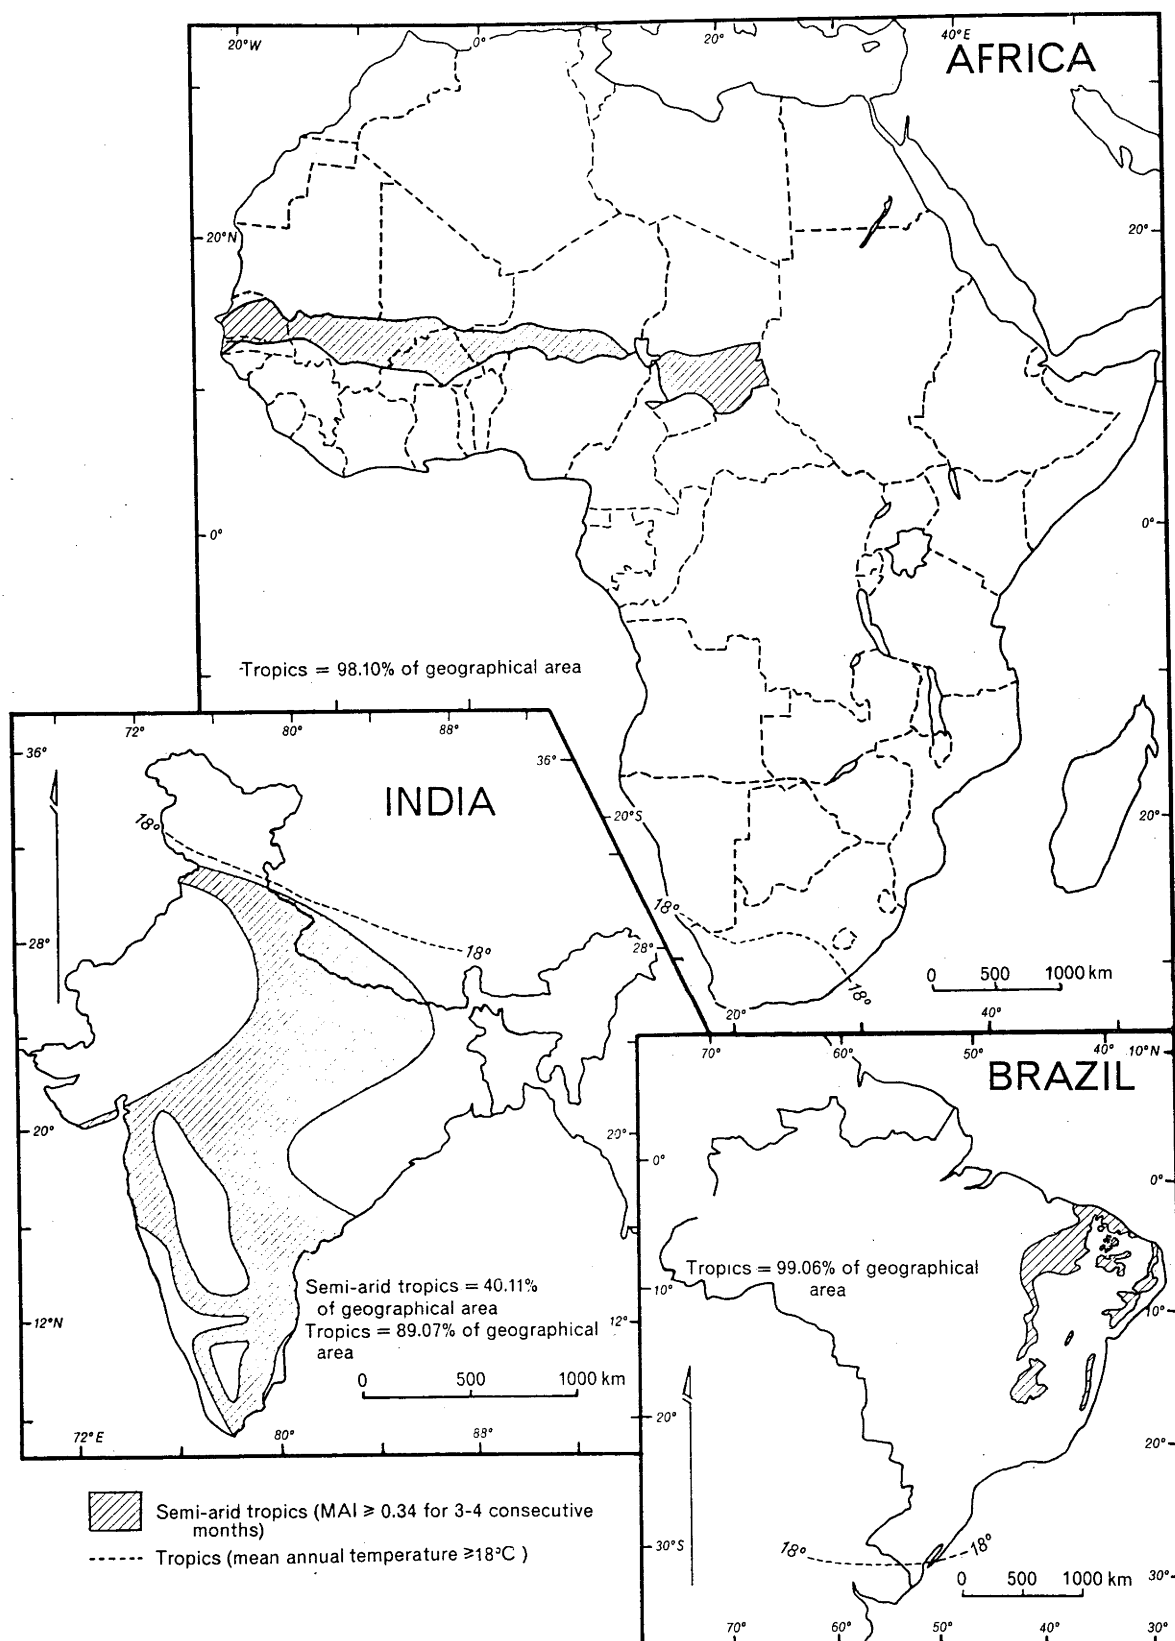 20°W
0°
20°
40°E
AFRICA
20°N
20°
0°
0°
Tropics = 98.10% of geographical area
20°S
20°
18°
18°
0 500 1000 km
20°
40°
72°
80°
88°
36°
36°
INDIA
18°
18°
28°
28°
20°
20°
12°N
12°
Semi-arid tropics = 40.11%
of geographical area
Tropics = 89.07% of geographical
area
0 500 1000 km
72°E
80°
88°
70°
60°
50°
40°
10°N
BRAZIL
0°
0°
Tropics = 99.06% of geographical
area
10°
10°
20°
20°
30°S
30°
18°
18°
0 500 1000 km
70°
60°
50°
40°
30°
Semi-arid tropics (MAI ≥ 0.34 for 3-4 consecutive
months)
Tropics (mean annual temperature ≥18°C )